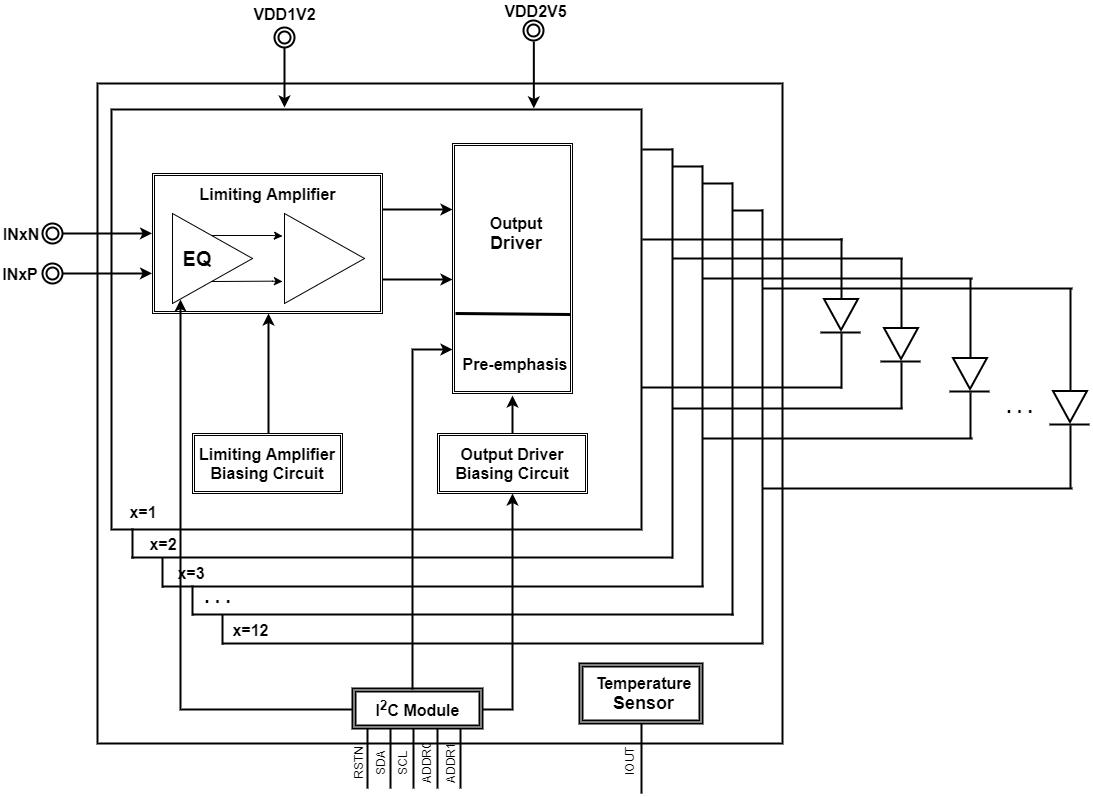 VDD1V2
VDD2V5
Limiting Amplifier
EQ
INxN
INxP
Output
Driver
Pre-emphasis
Limiting Amplifier
Biasing Circuit
Output Driver
Biasing Circuit
x=1
x=2
x=3
...
x=12
...
I²C Module
Temperature
Sensor
RSTN
SDA
SCL
ADDR0
ADDR1
IOUT